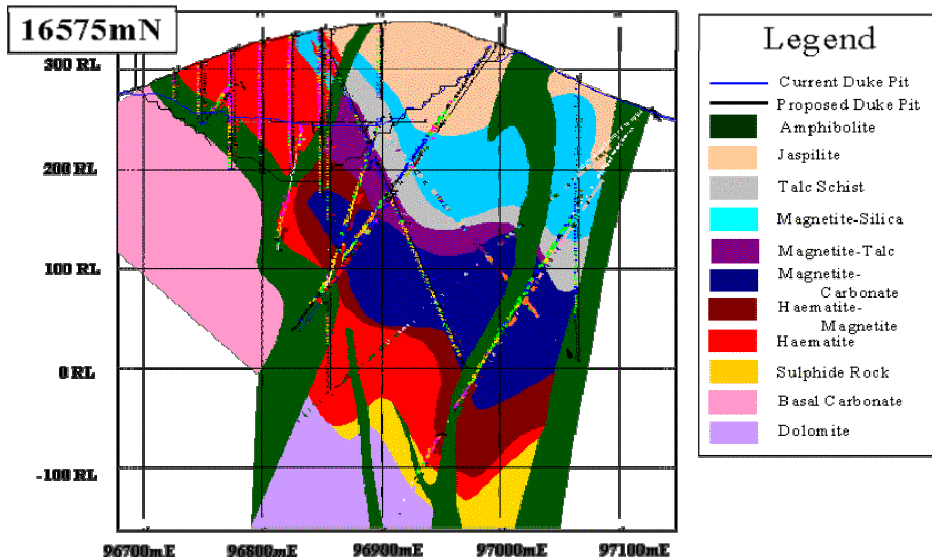 16575mN
300 RL
200 RL
100 RL
0 RL
-100 RL
96700mE
96800mE
96900mE
97000mE
97100mE
Legend
Current Duke Pit
Proposed Duke Pit
Amphibolite
Jaspilite
Talc Schist
Magnetite-Silica
Magnetite-Talc
Magnetite-
Carbonate
Haematite-
Magnetite
Haematite
Sulphide Rock
Basal Carbonate
Dolomite